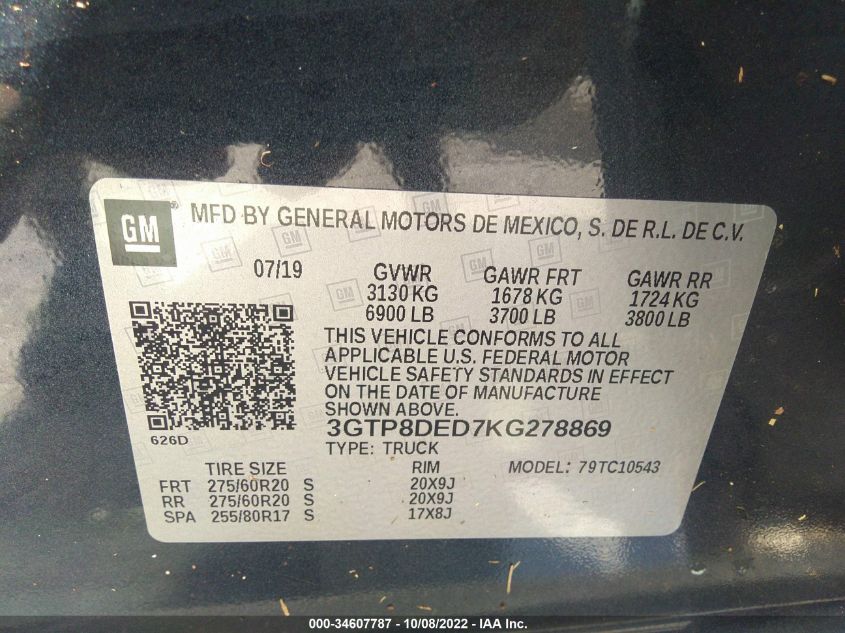 GM® MFD BY GENERAL MOTORS DE MEXICO, S. DE R.L. DE C.V.
07/19 GVWR GAWR FRT GAWR RR
3130 KG 1678 KG 1724 KG
6900 LB 3700 LB 3800 LB
THIS VEHICLE CONFORMS TO ALL
APPLICABLE U.S. FEDERAL MOTOR
VEHICLE SAFETY STANDARDS IN EFFECT
ON THE DATE OF MANUFACTURE
SHOWN ABOVE.
3GTP8DED7KG278869
626D
TYPE: TRUCK
TIRE SIZE RIM MODEL: 79TC10543
FRT 275/60R20 S 20X9J
RR 275/60R20 S 20X9J
SPA 255/80R17 S 17X8J
000-34607787 - 10/08/2022 - IAA Inc.